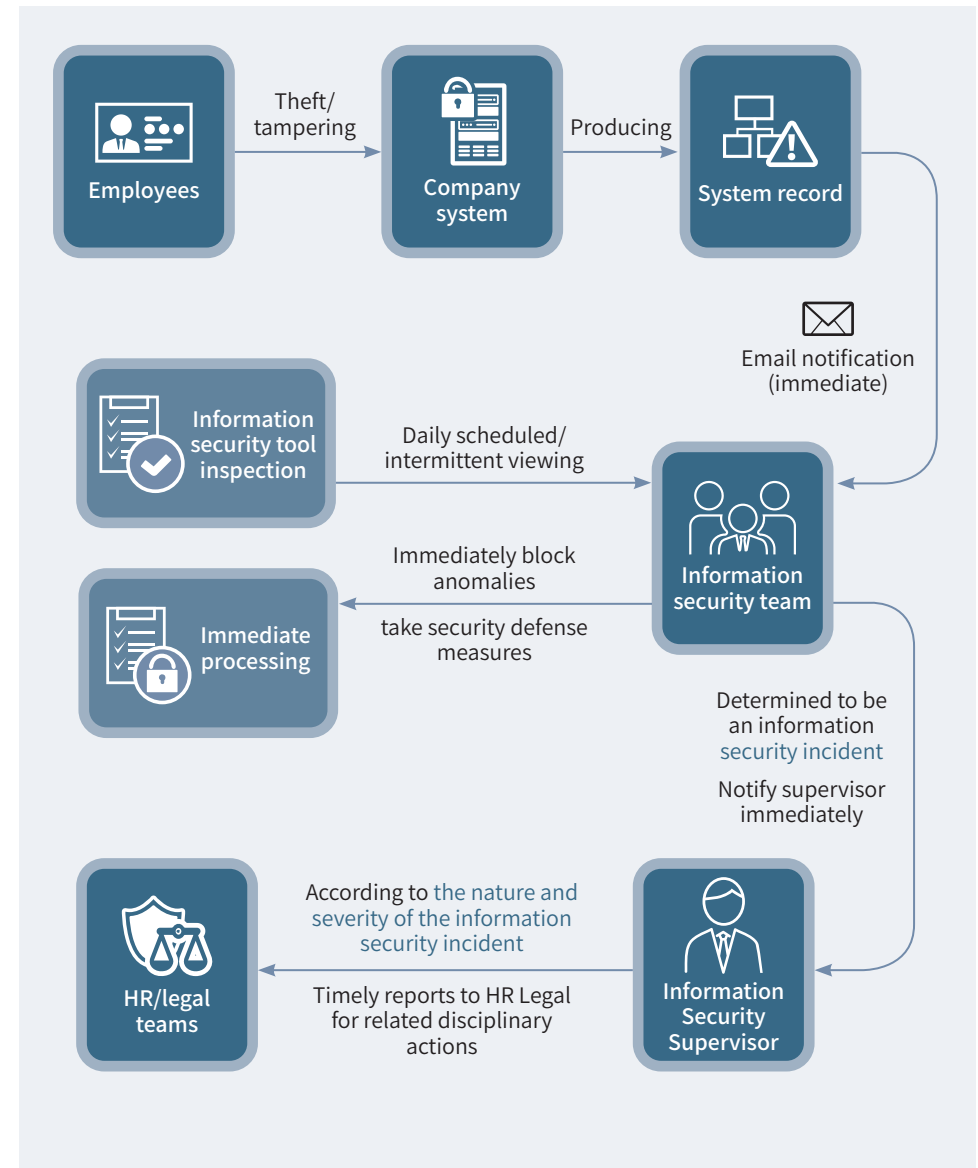 Employees
Theft/
tampering
Company
system
Producing
System record
Email notification
(immediate)
Information
security tool
inspection
Daily scheduled/
intermittent viewing
Information
security team
Immediately block
anomalies
take security defense
measures
Immediate
processing
Determined to be
an information
security incident
Notify supervisor
immediately
Information
Security
Supervisor
According to the nature and
severity of the information
security incident
Timely reports to HR Legal
for related disciplinary
actions
HR/legal
teams